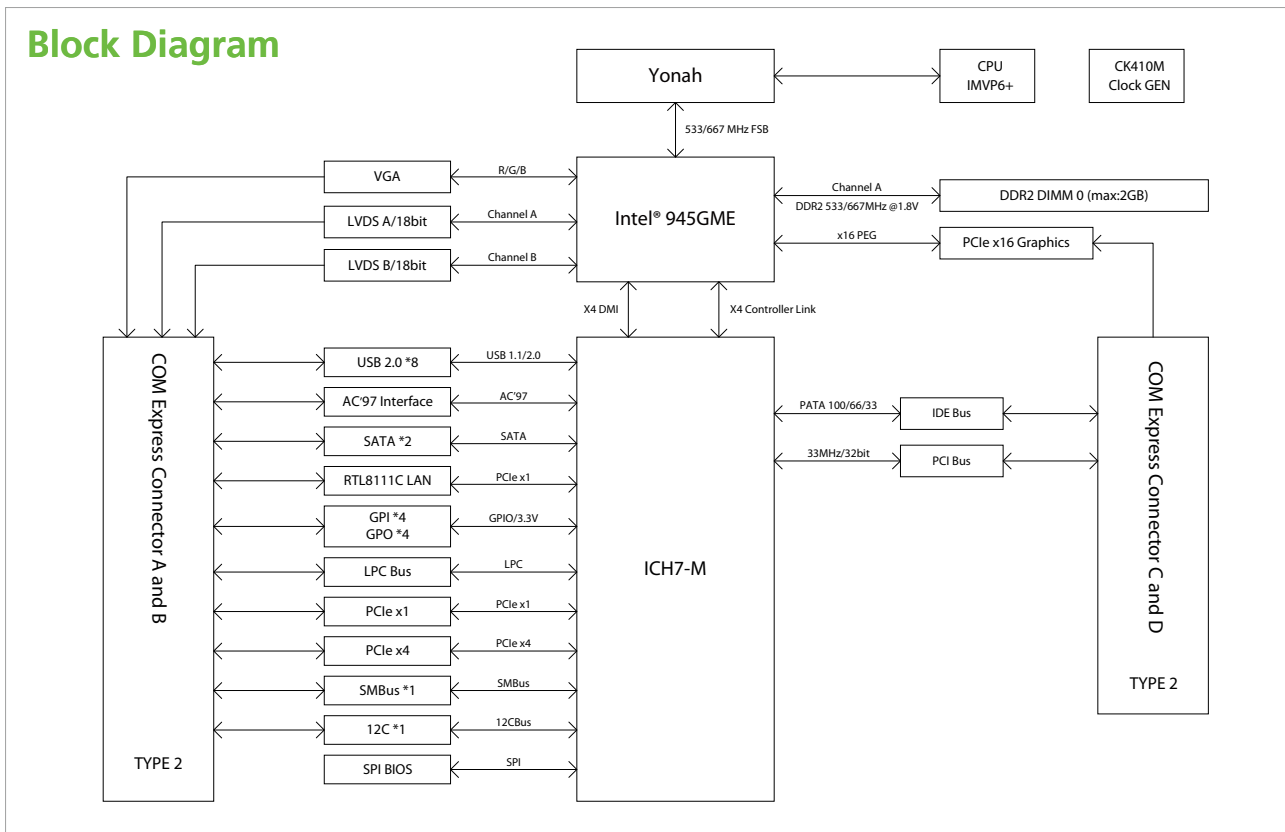 Block Diagram
Yonah
CPU
IMVP6+
CK410M
Clock GEN
533/667 MHz FSB
VGA
R/G/B
LVDS A/18bit
Channel A
LVDS B/18bit
Channel B
Intel® 945GME
Channel A
DDR2 533/667MHz @1.8V
DDR2 DIMM 0 (max:2GB)
x16 PEG
PCIe x16 Graphics
X4 DMI
X4 Controller Link
COM Express Connector A and B
TYPE 2
USB 2.0 *8
USB 1.1/2.0
AC’97 Interface
AC’97
SATA *2
SATA
RTL8111C LAN
PCIe x1
GPI *4
GPO *4
GPIO/3.3V
LPC Bus
LPC
PCIe x1
PCIe x1
PCIe x4
PCIe x4
SMBus *1
SMBus
12C *1
12CBus
SPI BIOS
SPI
ICH7-M
PATA 100/66/33
IDE Bus
33MHz/32bit
PCI Bus
COM Express Connector C and D
TYPE 2